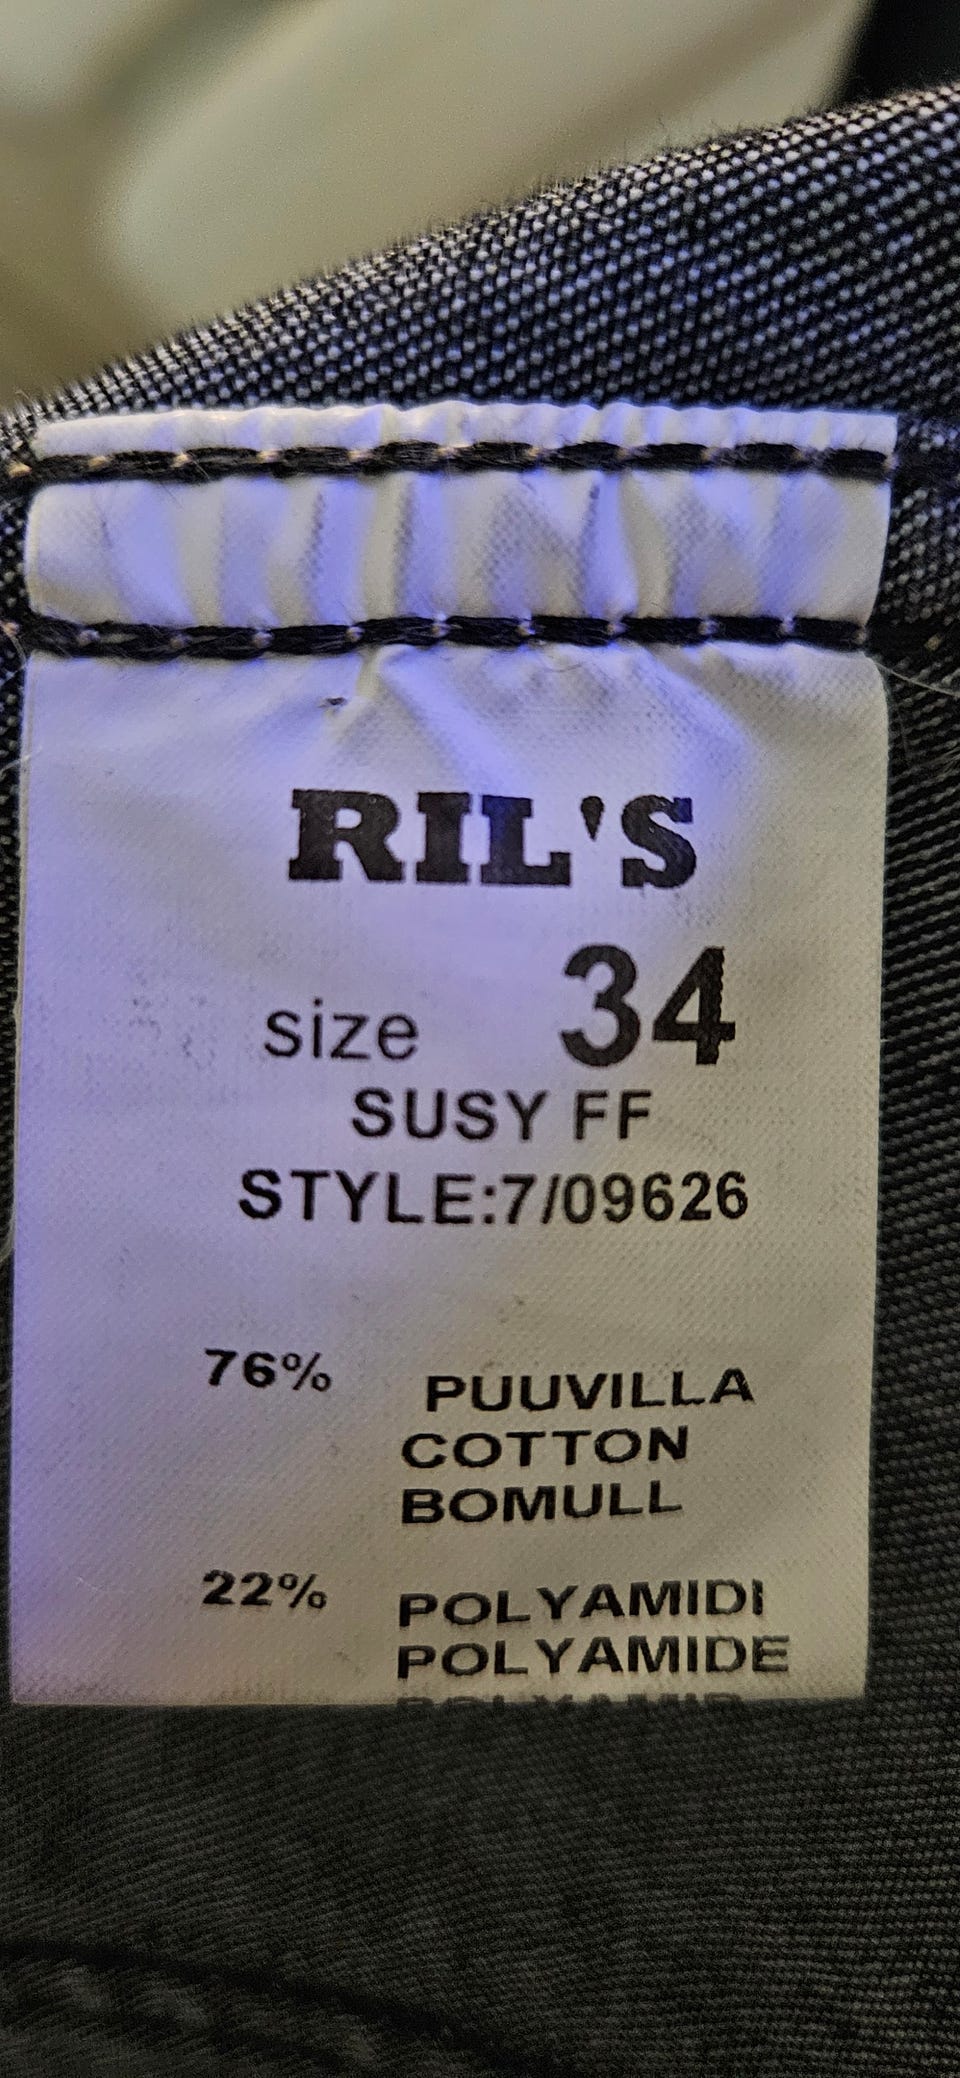 RIL'S
size 34
SUSY FF
STYLE:7/09626
76% PUUVILLA
COTTON
BOMULL
22% POLYAMIDI
POLYAMIDE